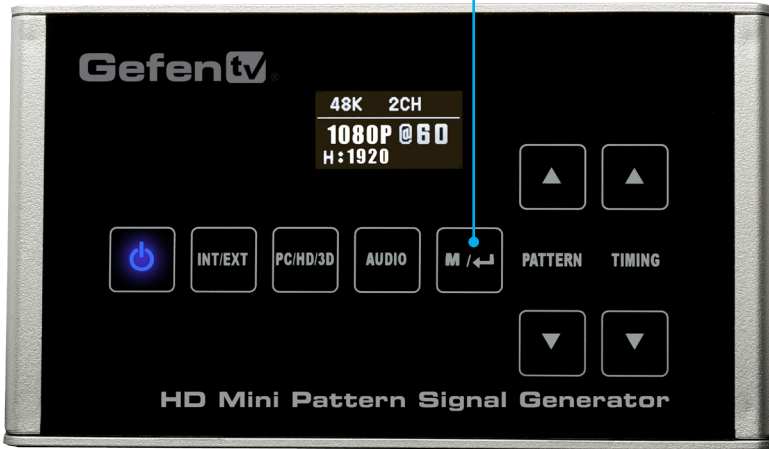 Gefen tv ®
48K 2CH
1080P @60
H:1920
INT/EXT PC/HD/3D AUDIO M/↵ PATTERN TIMING
HD Mini Pattern Signal Generator